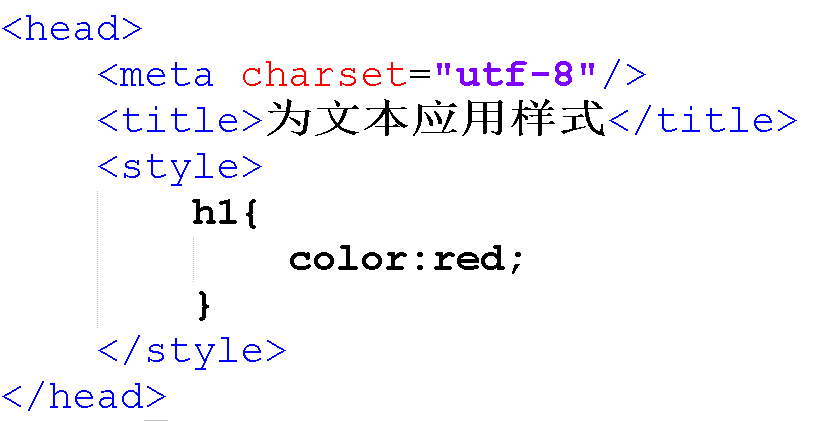 <head>
<meta charset="utf-8"/>
<title>为文本应用样式</title>
<style>
h1{
color:red;
}
</style>
</head>